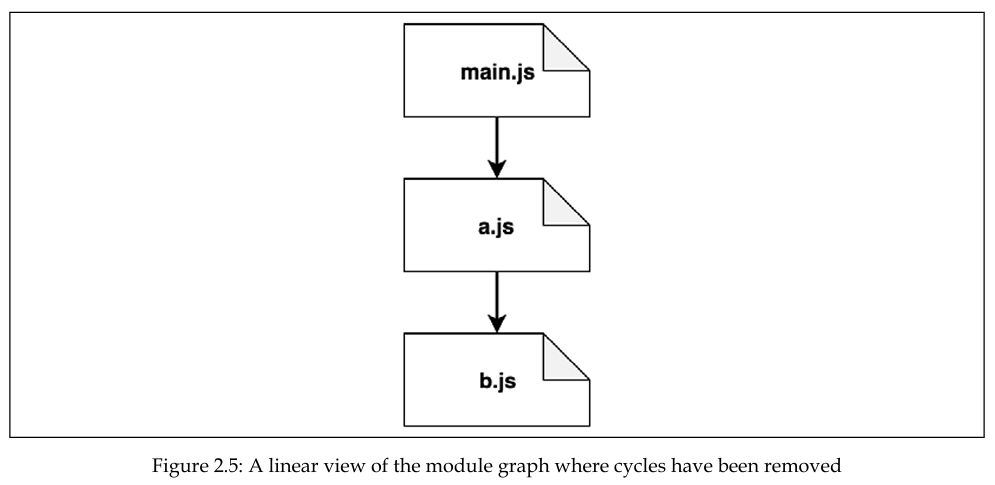 main.js
a.js
b.js
Figure 2.5: A linear view of the module graph where cycles have been removed